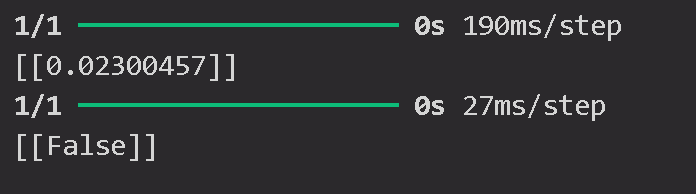 1/1 ━━━━━━━━━━━━━━━━━━━━ 0s 190ms/step
[[0.02300457]]
1/1 ━━━━━━━━━━━━━━━━━━━━ 0s 27ms/step
[[False]]